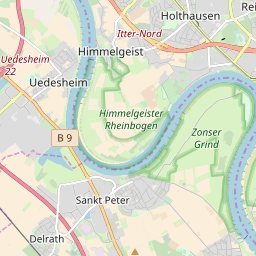 Rei
Holthausen
Itter-Nord
Himmelgeist
Uedesheim
22
Uedesheim
Himmelgeister
Rheinbogen
Zonser
Grind
B 9
Sankt Peter
Delrath